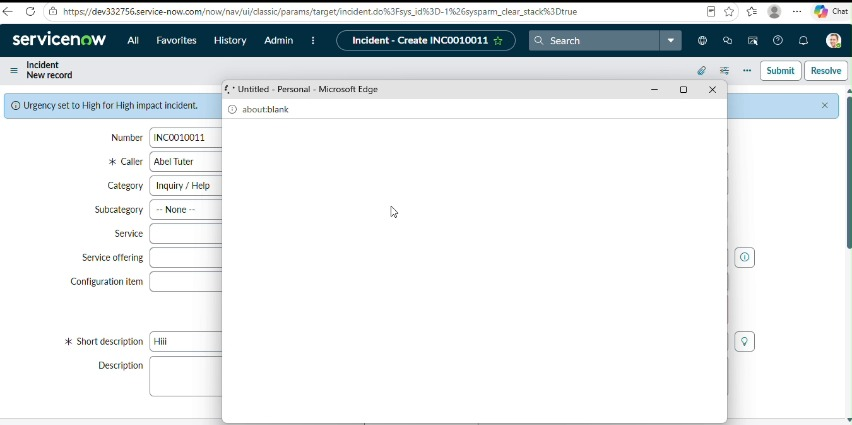 https://dev332756.service-now.com/now/nav/ui/classic/params/target/incident.do%3Fsys_id%3D-1%26sysparm_clear_stack%3Dtrue
Chat
servicenow All Favorites History Admin Incident - Create INC0010011 Search
Incident
New record
Submit Resolve
Untitled - Personal - Microsoft Edge
Urgency set to High for High impact incident.
about:blank
Number INC0010011
Caller Abel Tuter
Category Inquiry / Help
Subcategory -- None --
Service
Service offering
Configuration item
Short description Hiii
Description